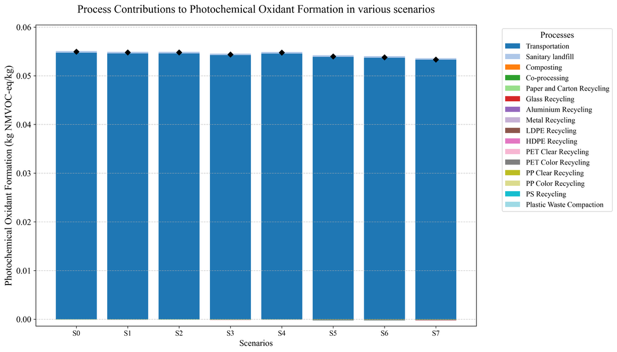 Process Contributions to Photochemical Oxidant Formation in various scenarios
Photochemical Oxidant Formation (kg NMVOC-eq/kg)
0.06
0.05
0.04
0.03
0.02
0.01
0.00
S0 S1 S2 S3 S4 S5 S6 S7
Scenarios
Processes
Transportation
Sanitary landfill
Composting
Co-processing
Paper and Carton Recycling
Glass Recycling
Aluminium Recycling
Metal Recycling
LDPE Recycling
HDPE Recycling
PET Clear Recycling
PET Color Recycling
PP Clear Recycling
PP Color Recycling
PS Recycling
Plastic Waste Compaction